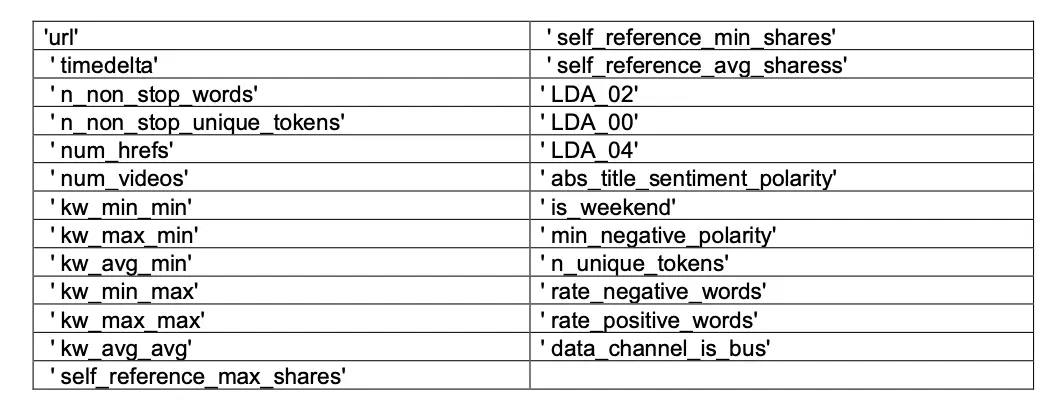 'url' ' self_reference_min_shares'
' timedelta' ' self_reference_avg_sharess'
' n_non_stop_words' ' LDA_02'
' n_non_stop_unique_tokens' ' LDA_00'
' num_hrefs' ' LDA_04'
' num_videos' ' abs_title_sentiment_polarity'
' kw_min_min' ' is_weekend'
' kw_max_min' ' min_negative_polarity'
' kw_avg_min' ' n_unique_tokens'
' kw_min_max' ' rate_negative_words'
' kw_max_max' ' rate_positive_words'
' kw_avg_avg' ' data_channel_is_bus'
' self_reference_max_shares'